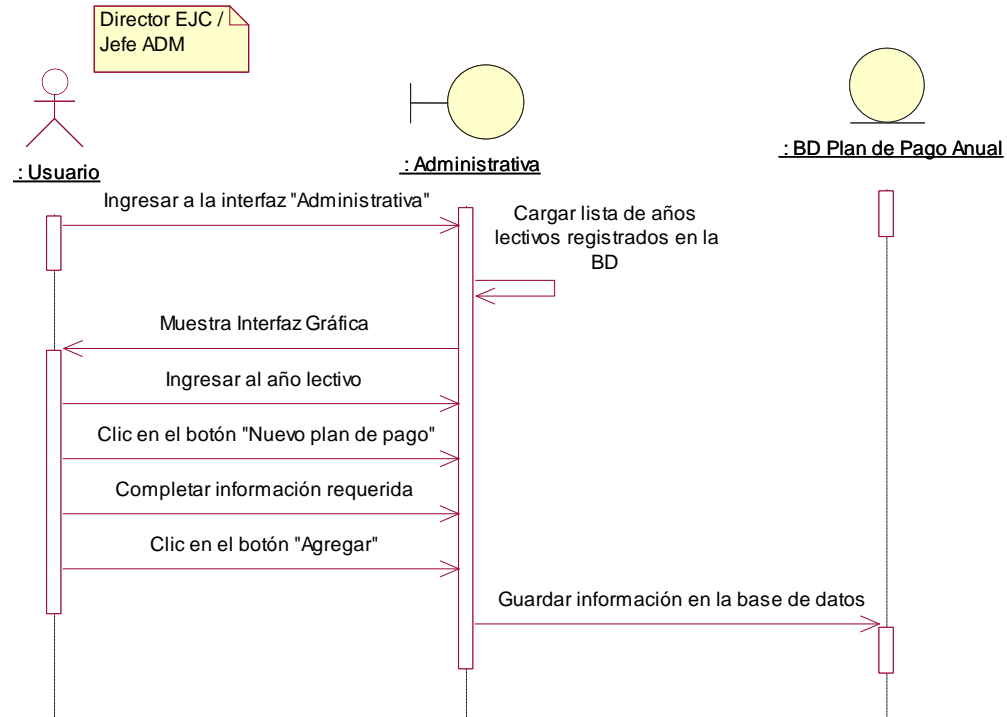 Director EJC /
Jefe ADM
: Usuario
: Administrativa
: BD Plan de Pago Anual
Ingresar a la interfaz "Administrativa"
Cargar lista de años
lectivos registrados en la
BD
Muestra Interfaz Gráfica
Ingresar al año lectivo
Clic en el botón "Nuevo plan de pago"
Completar información requerida
Clic en el botón "Agregar"
Guardar información en la base de datos